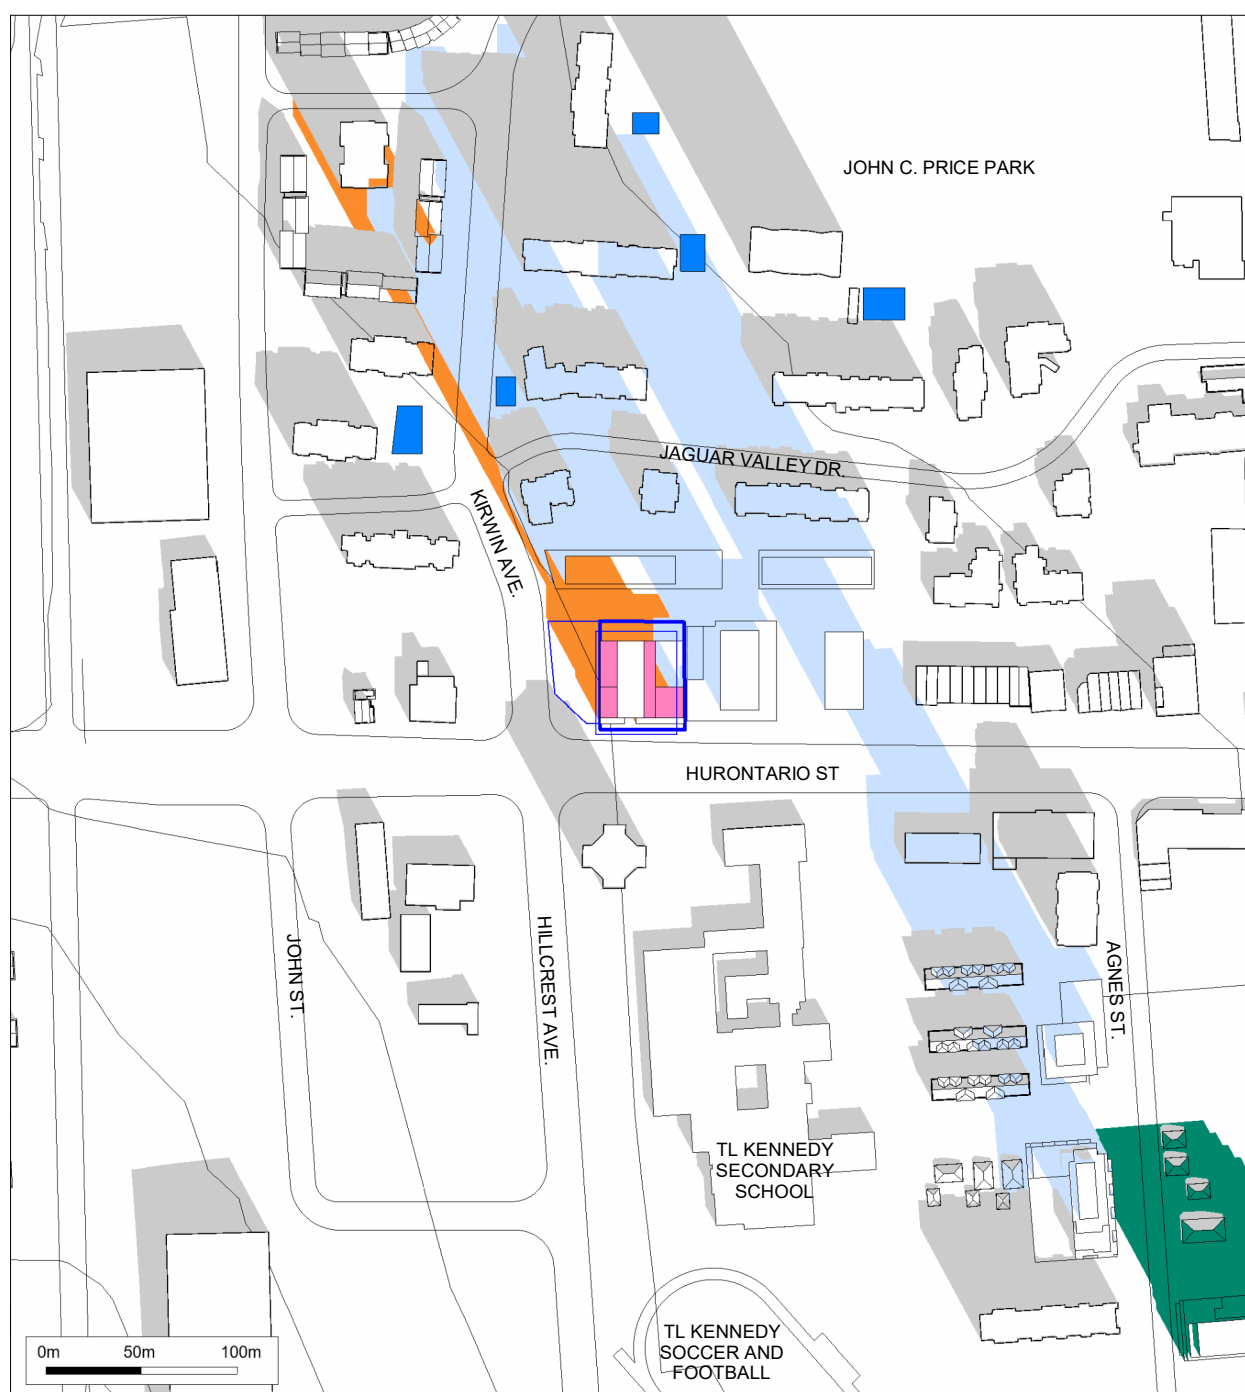 JOHN C. PRICE PARK
JAGUAR VALLEY DR.
KIRWIN AVE.
HURONTARIO ST
JOHN ST.
HILLCREST AVE.
AGNES ST.
TL KENNEDY
SECONDARY
SCHOOL
TL KENNEDY
SOCCER AND
FOOTBALL
0m 50m 100m